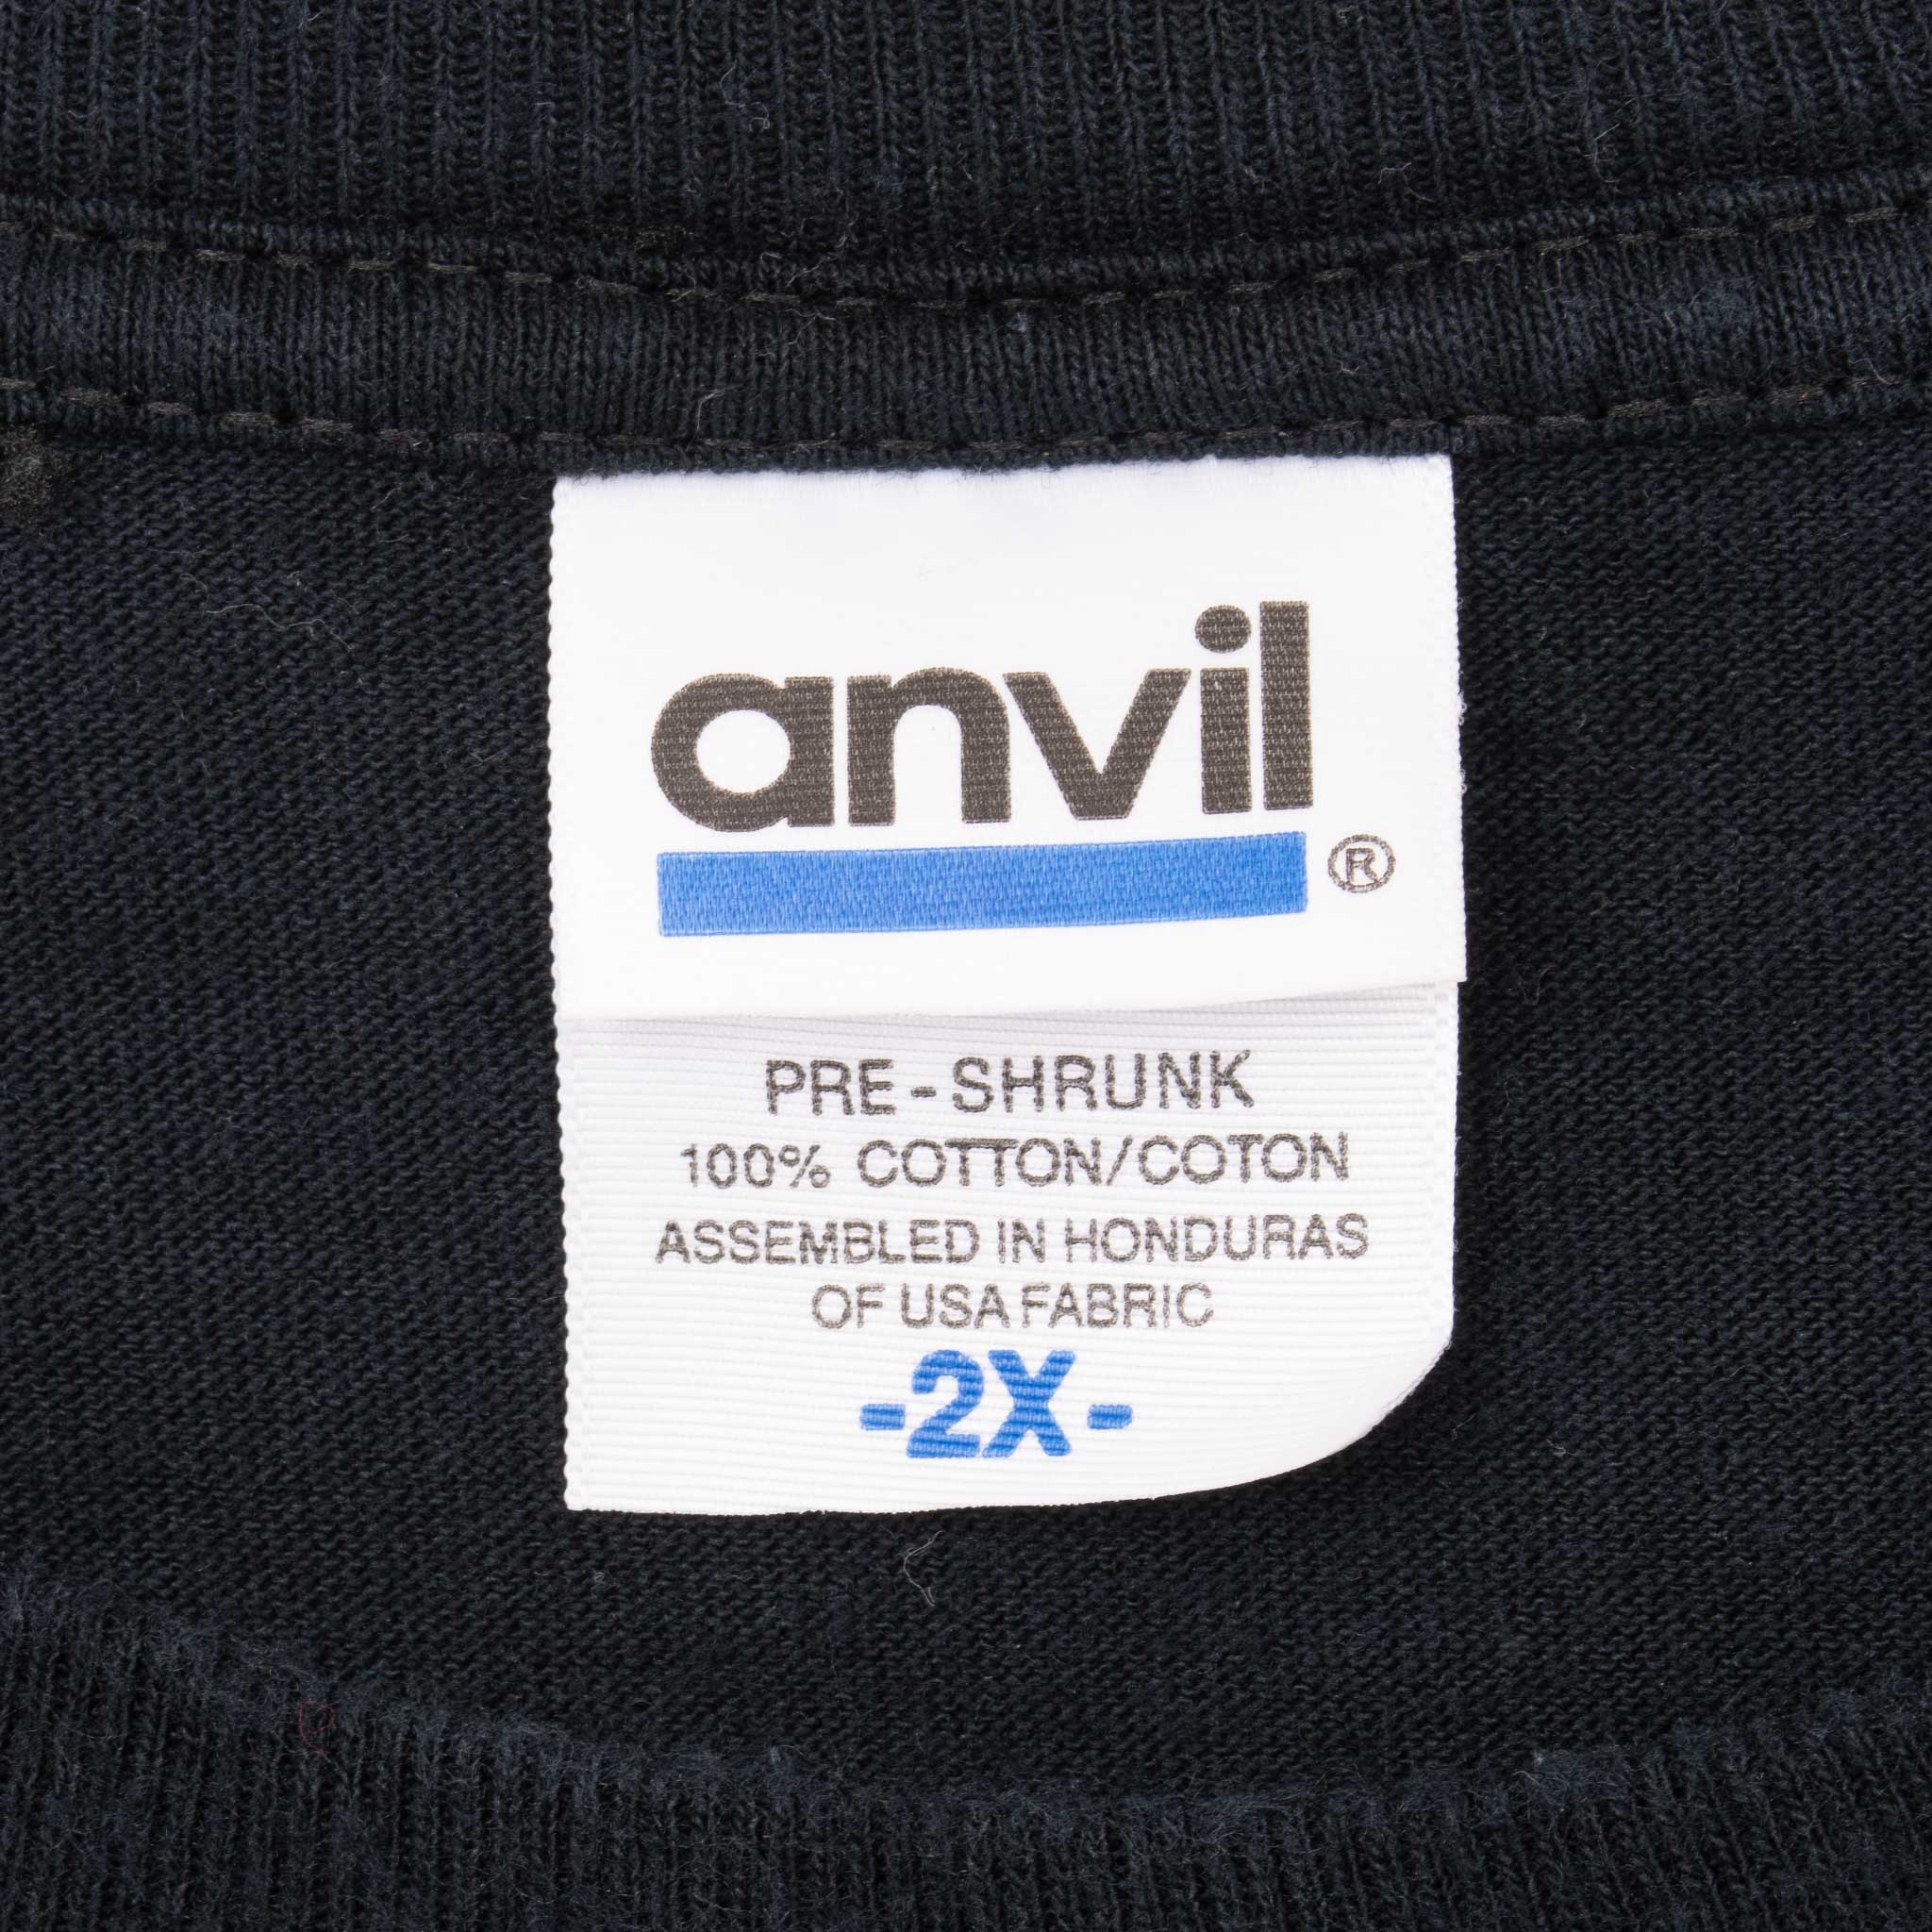 anvil
®
PRE-SHRUNK
100% COTTON/COTON
ASSEMBLED IN HONDURAS
OF USA FABRIC
-2X-